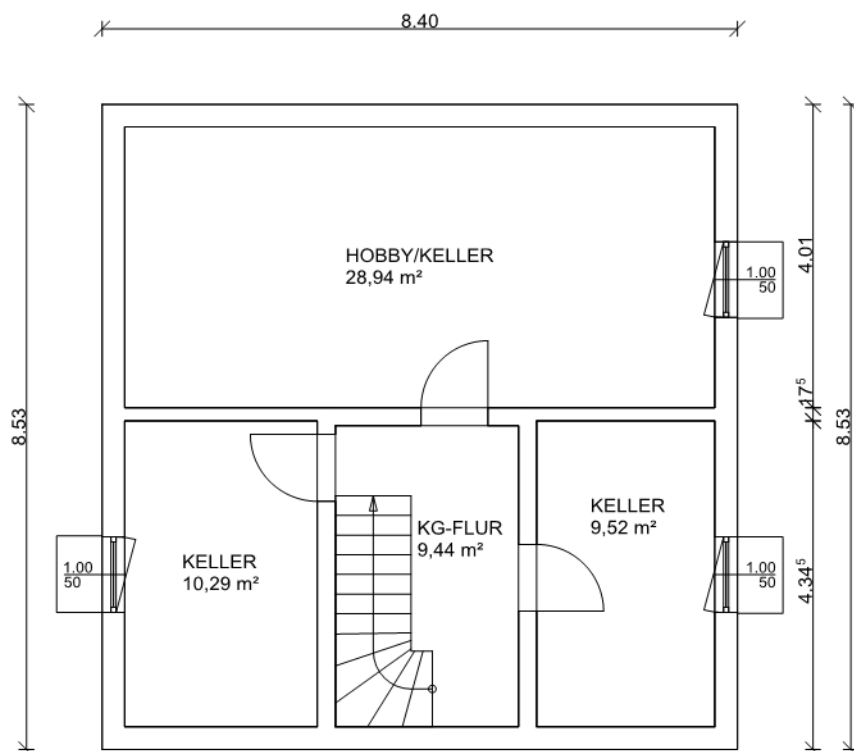 8.40
HOBBY/KELLER
28,94 m²
1.00
50
4.01
17⁵
8.53
8.53
KELLER
9,52 m²
KG-FLUR
9,44 m²
KELLER
10,29 m²
1.00
50
1.00
50
4.34⁵